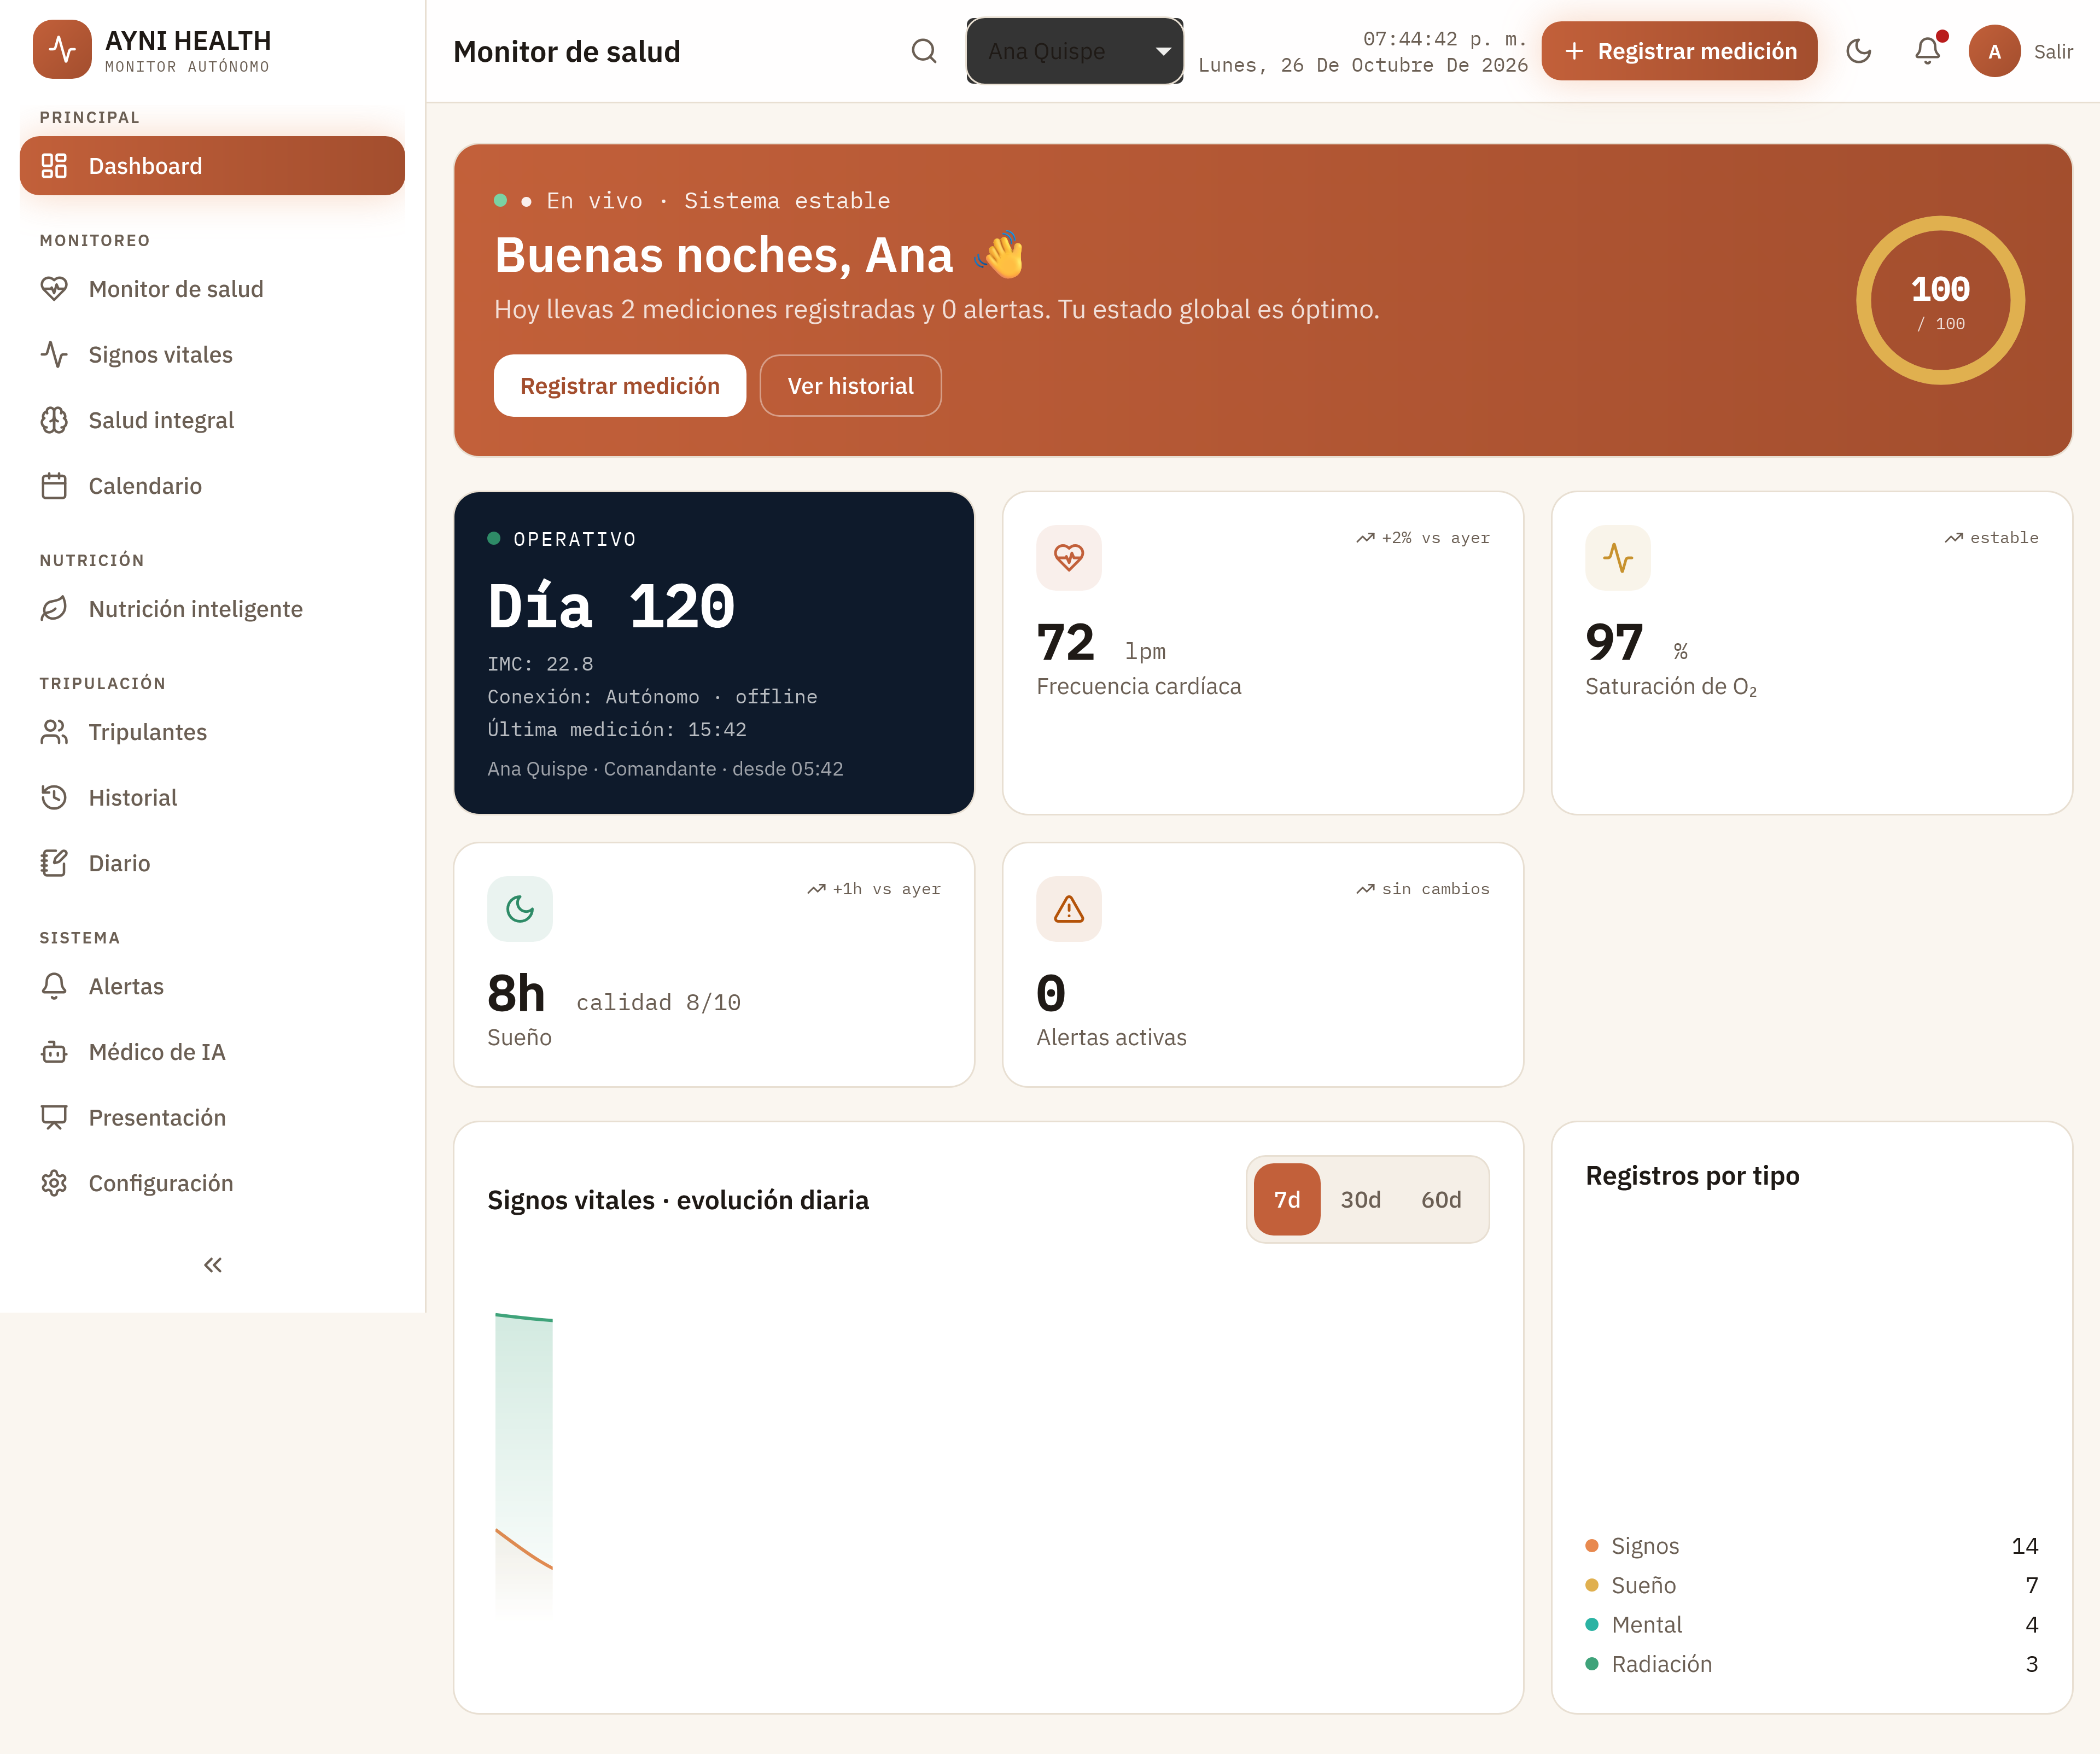 AYNI HEALTH
MONITOR AUTÓNOMO
PRINCIPAL
Dashboard
MONITOREO
Monitor de salud
Signos vitales
Salud integral
Calendario
NUTRICIÓN
Nutrición inteligente
TRIPULACIÓN
Tripulantes
Historial
Diario
SISTEMA
Alertas
Médico de IA
Presentación
Configuración
Monitor de salud
Ana Quispe
07:44:42 p. m.
Lunes, 26 De Octubre De 2026
Registrar medición
A
Salir
En vivo · Sistema estable
Buenas noches, Ana 👋
Hoy llevas 2 mediciones registradas y 0 alertas. Tu estado global es óptimo.
Registrar medición
Ver historial
100
/ 100
OPERATIVO
Día 120
IMC: 22.8
Conexión: Autónomo · offline
Última medición: 15:42
Ana Quispe · Comandante · desde 05:42
+2% vs ayer
72 lpm
Frecuencia cardíaca
estable
97 %
Saturación de O₂
+1h vs ayer
8h calidad 8/10
Sueño
sin cambios
0
Alertas activas
Signos vitales · evolución diaria
7d 30d 60d
Registros por tipo
Signos 14
Sueño 7
Mental 4
Radiación 3